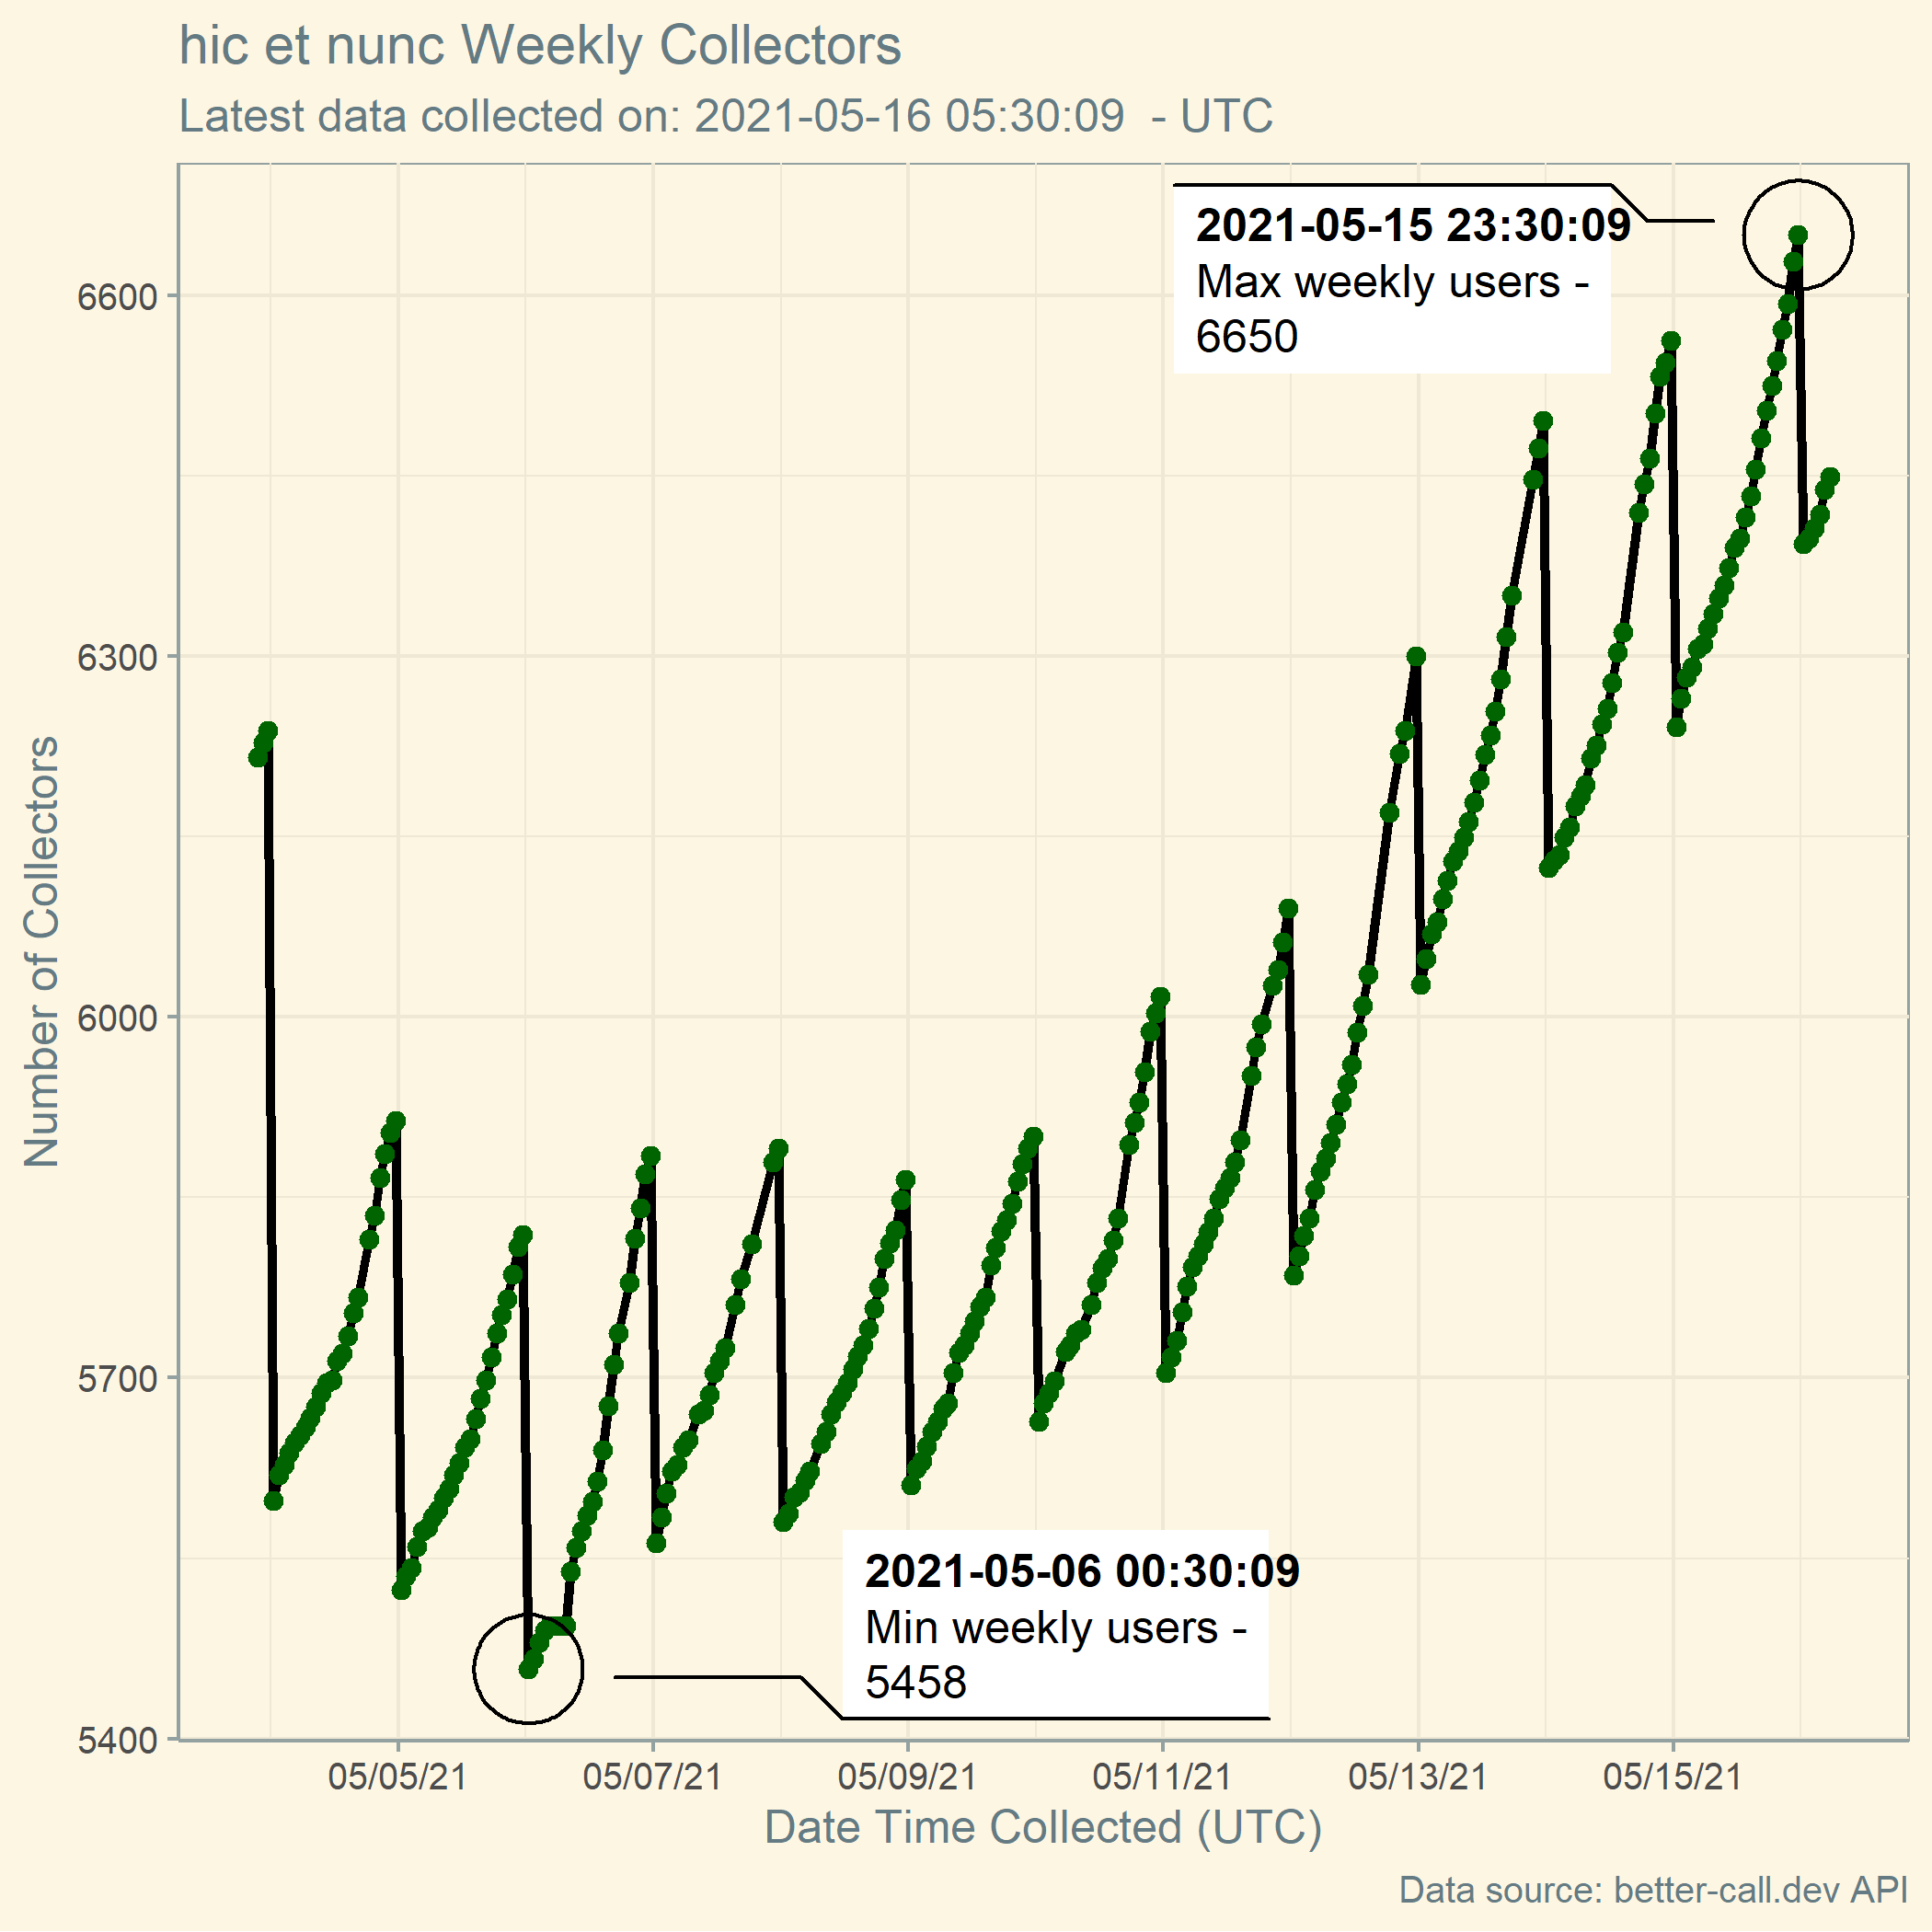 hic et nunc Weekly Collectors
Latest data collected on: 2021-05-16 05:30:09  - UTC
2021-05-15 23:30:09
Max weekly users -
6650
6600
6300
6000
5700
5400
Number of Collectors
2021-05-06 00:30:09
Min weekly users -
5458
05/05/21 05/07/21 05/09/21 05/11/21 05/13/21 05/15/21
Date Time Collected (UTC)
Data source: better-call.dev API